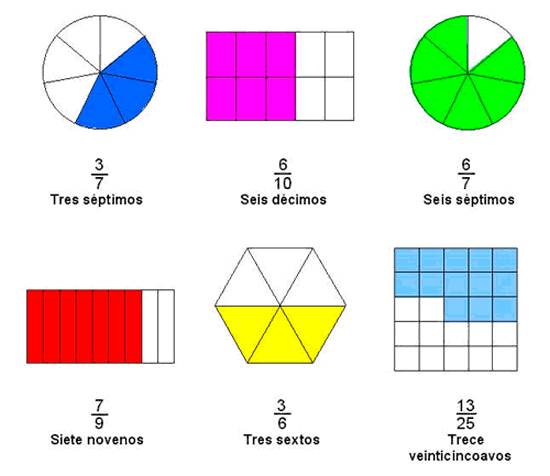 3/7 6/10 6/7
Tres séptimos Seis décimos Seis séptimos
7/9 3/6 13/25
Siete novenos Tres sextos Trece
veinticincoavos